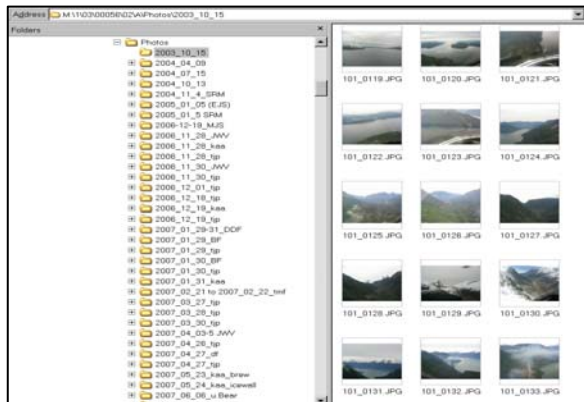 Address M:\1\03\00058\02\A\Photos\2003_10_15
Folders
Photos
2003_10_15
2004_04_09
2004_07_15
2004_10_13
2004_11_4_SRM
2005_01_05 (EJS)
2005_01_5 SRM
2006-12-19_MJS
2006_11_28_JWV
2006_11_28_kaa
2006_11_28_tjp
2006_11_30_JWV
2006_11_30_tjp
2006_12_01_tjp
2006_12_18_tjp
2006_12_19_kaa
2006_12_19_tjp
2007_01_29-31_DDF
2007_01_29_BF
2007_01_29_tjp
2007_01_30_BF
2007_01_30_tjp
2007_01_31_kaa
2007_02_21 to 2007_02_22_tmf
2007_03_27_tjp
2007_03_28_tjp
2007_03_30_tjp
2007_04_03-5 JWV
2007_04_26_tjp
2007_04_27_df
2007_04_27_tjp
2007_05_23_kaa_brew
2007_05_24_kaa_icewall
2007_06_06_u Bear
101_0119.JPG 101_0120.JPG 101_0121.JPG
101_0122.JPG 101_0123.JPG 101_0124.JPG
101_0125.JPG 101_0126.JPG 101_0127.JPG
101_0128.JPG 101_0129.JPG 101_0130.JPG
101_0131.JPG 101_0132.JPG 101_0133.JPG